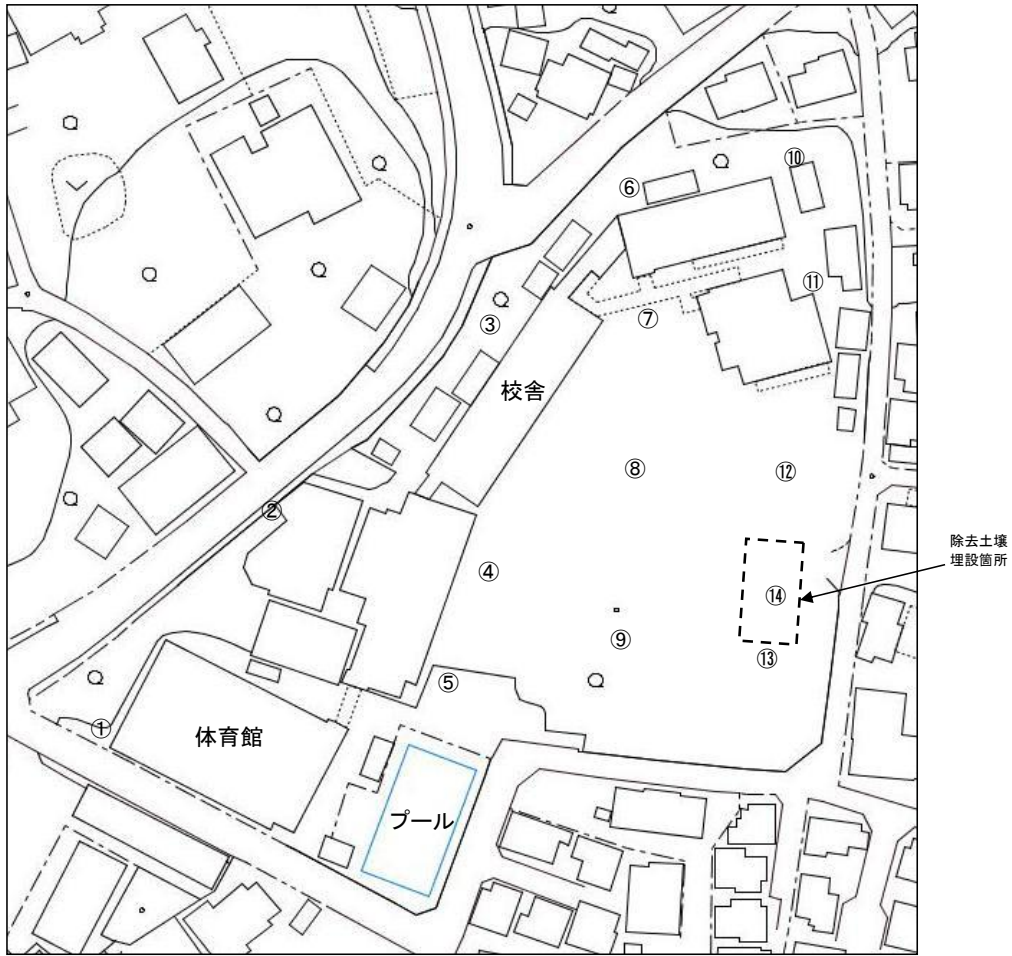 ⑩
⑥
⑪
③
⑦
校舎
⑧
⑫
②
除去土壌
埋設箇所
④
⑭
⑨
⑬
⑤
①
体育館
プール